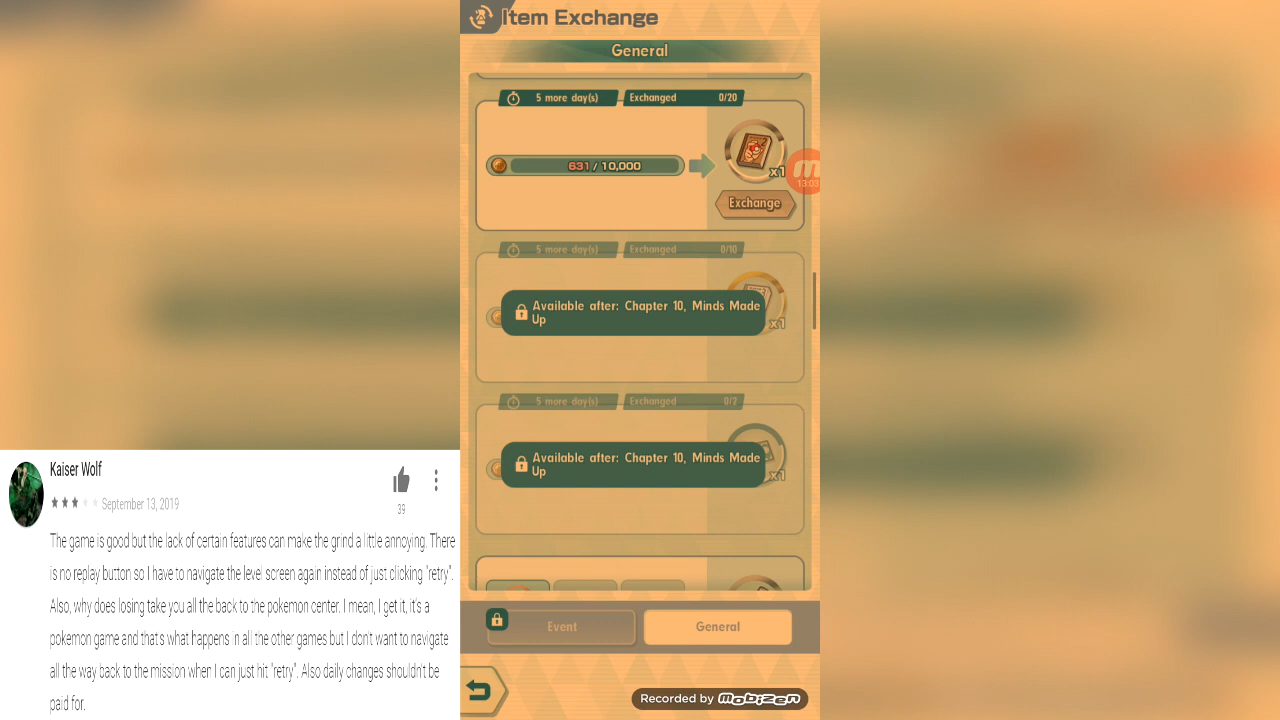 Item Exchange
General
5 more day(s) Exchanged 0/20
631 / 10,000
x1
13:03
Exchange
5 more day(s) Exchanged 0/10
Available after: Chapter 10, Minds Made
Up
x1
5 more day(s) Exchanged 0/2
Available after: Chapter 10, Minds Made
Up
x1
Event General
Recorded by mobizen
Kaiser Wolf
September 13, 2019
39
The game is good but the lack of certain features can make the grind a little annoying. There
is no replay button so I have to navigate the level screen again instead of just clicking "retry".
Also, why does losing take you all the back to the pokemon center. I mean, I get it, it's a
pokemon game and that's what happens in all the other games but I don't want to navigate
all the way back to the mission when I can just hit "retry". Also daily changes shouldn't be
paid for.